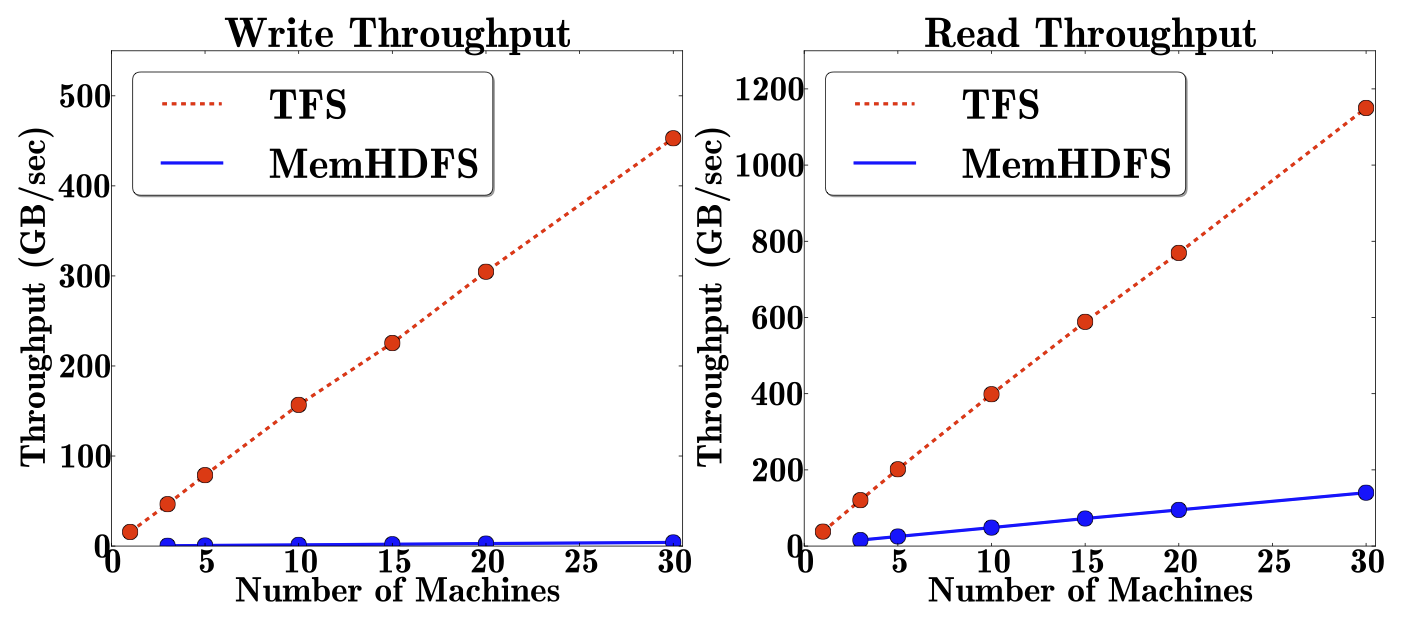 Write Throughput
TFS
MemHDFS
Throughput (GB/sec)
500
400
300
200
100
0
0 5 10 15 20 25 30
Number of Machines
Read Throughput
TFS
MemHDFS
Throughput (GB/sec)
1200
1000
800
600
400
200
0
0 5 10 15 20 25 30
Number of Machines